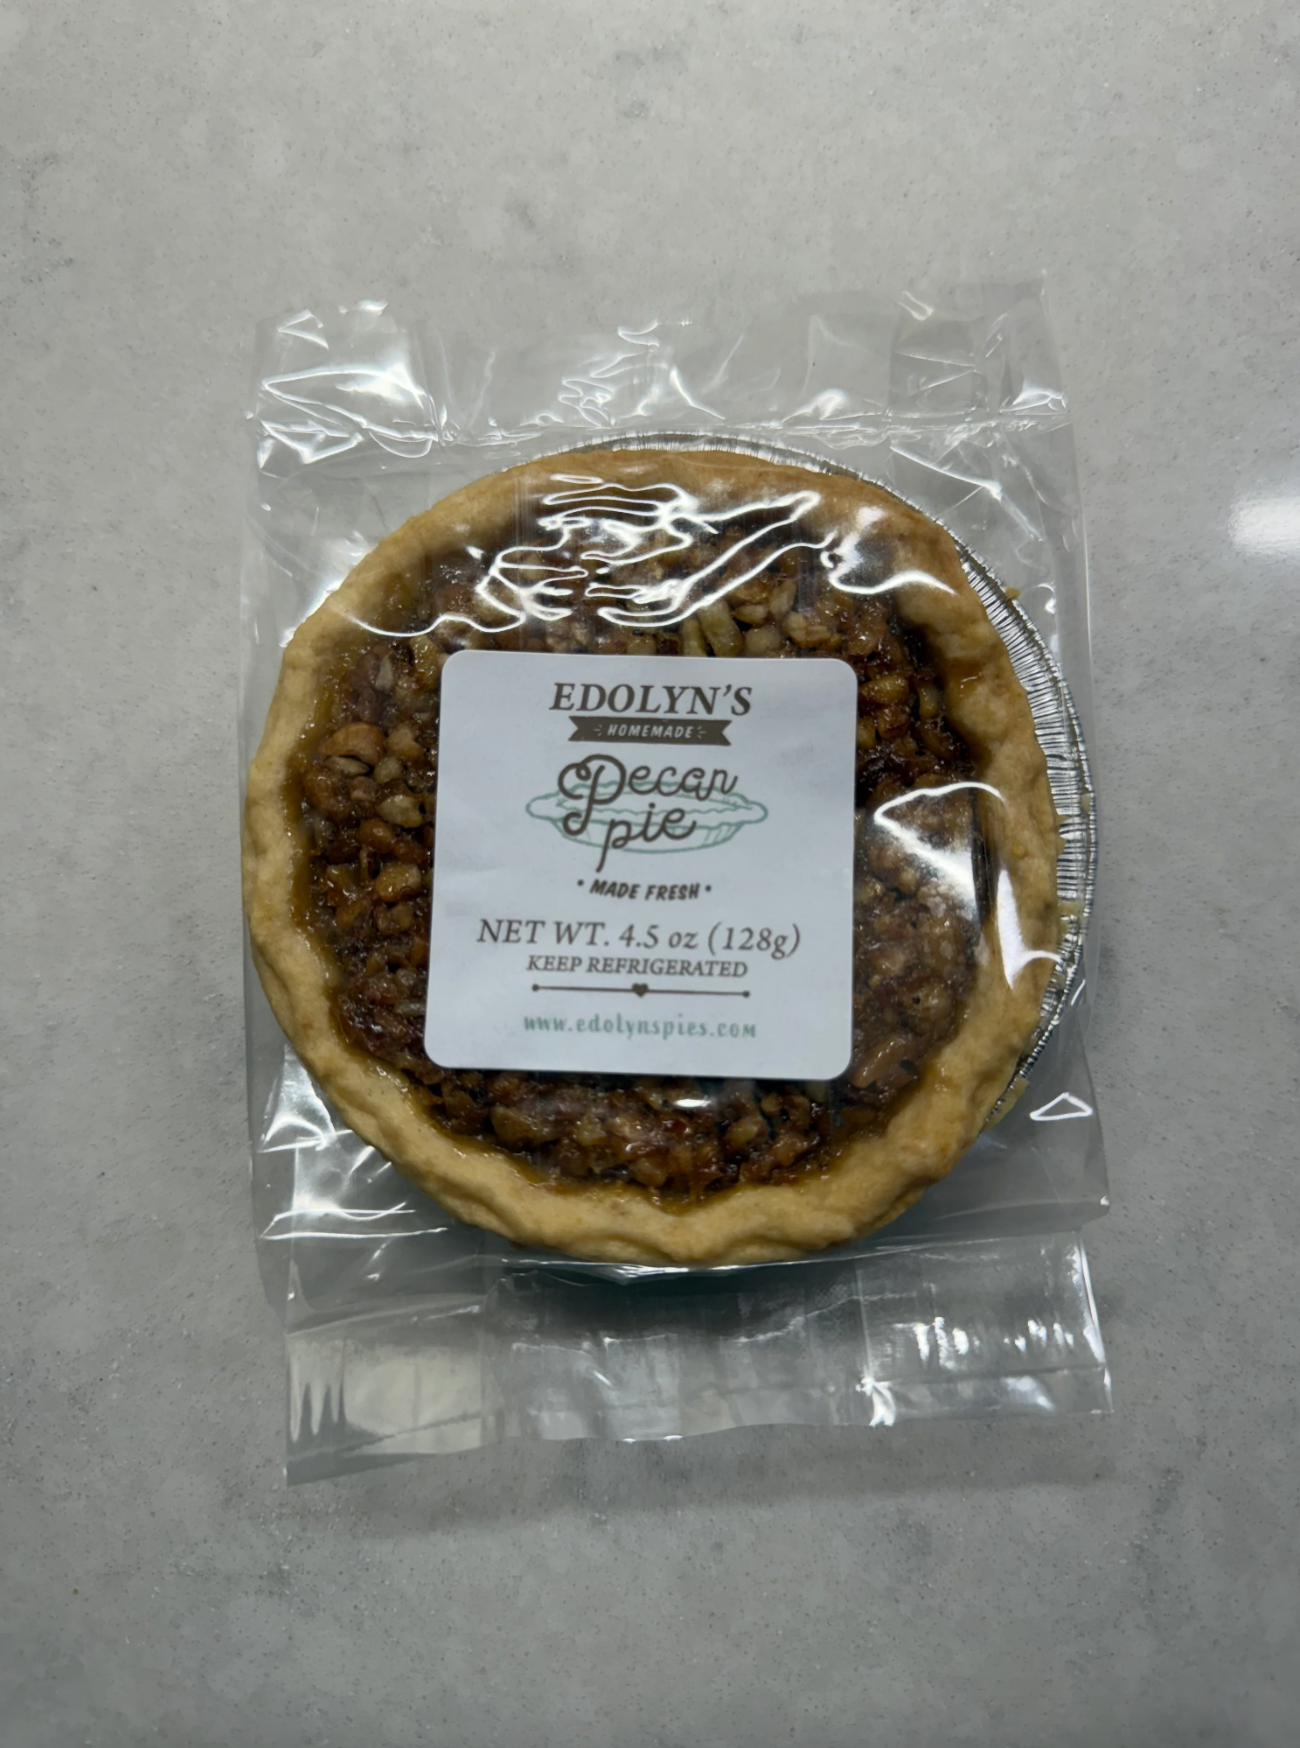 EDOLYN'S
HOMEMADE
Pecan
pie
• MADE FRESH •
NET WT. 4.5 oz (128g)
KEEP REFRIGERATED
www.edolynspies.com